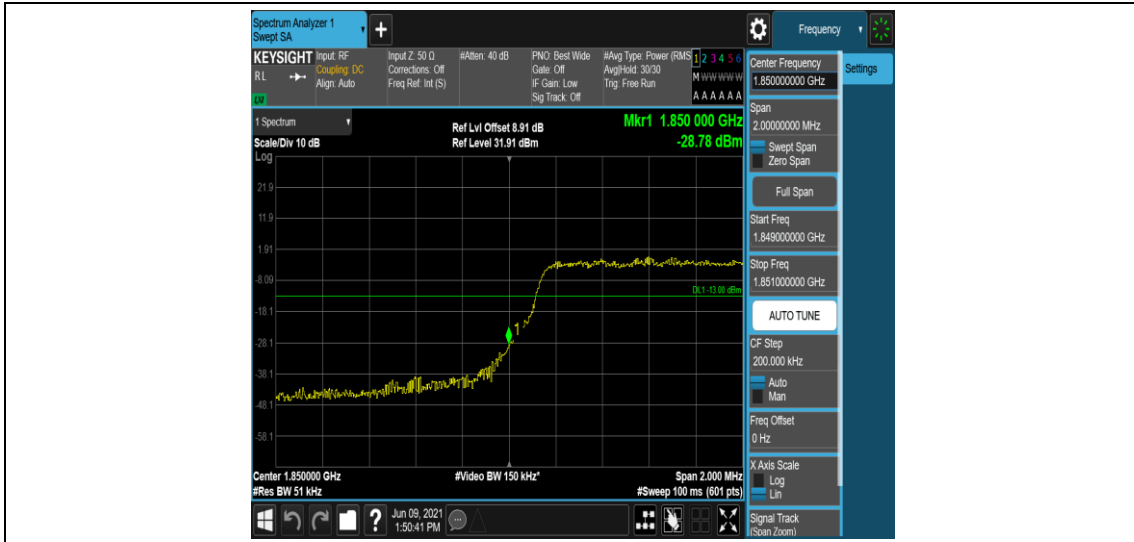 Spectrum Analyzer 1
Swept SA
+
Frequency
KEYSIGHT
RL
Input: RF
Coupling: DC
Align: Auto
Input Z: 50 Ω
Corrections: Off
Freq Ref: Int (S)
#Atten: 40 dB
PNO: Best Wide
Gate: Off
IF Gain: Low
Sig Track: Off
#Avg Type: Power (RMS
Avg|Hold: 30/30
Trig: Free Run
1 2 3 4 5 6
M W W W W W
A A A A A A
1 Spectrum
Scale/Div 10 dB
Log
Ref Lvl Offset 8.91 dB
Ref Level 31.91 dBm
Mkr1 1.850 000 GHz
-28.78 dBm
21.9
11.9
1.91
-8.09
-18.1
-28.1
-38.1
-48.1
-58.1
DL1 -13.00 dBm
1
Center 1.850000 GHz
#Res BW 51 kHz
#Video BW 150 kHz*
Span 2.000 MHz
#Sweep 100 ms (601 pts)
Center Frequency
1.850000000 GHz
Settings
Span
2.00000000 MHz
Swept Span
Zero Span
Full Span
Start Freq
1.849000000 GHz
Stop Freq
1.851000000 GHz
AUTO TUNE
CF Step
200.000 kHz
Auto
Man
Freq Offset
0 Hz
X Axis Scale
Log
Lin
Signal Track
(Span Zoom)
?
Jun 09, 2021
1:50:41 PM